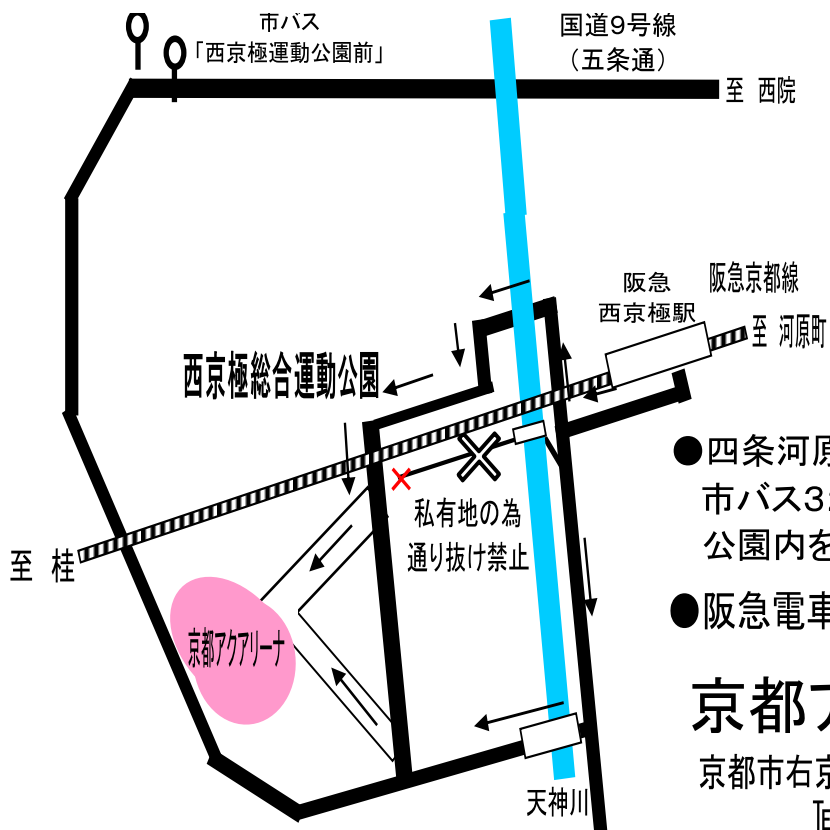 市バス
「西京極運動公園前」
国道9号線
（五条通）
至 西院
阪急京都線
阪急
西京極駅
至 河原町
西京極総合運動公園
●四条河原
市バス3
公園内を
私有地の為
通り抜け禁止
至 桂
●阪急電車
京都アクアリーナ
京都
京都市右京
天神川